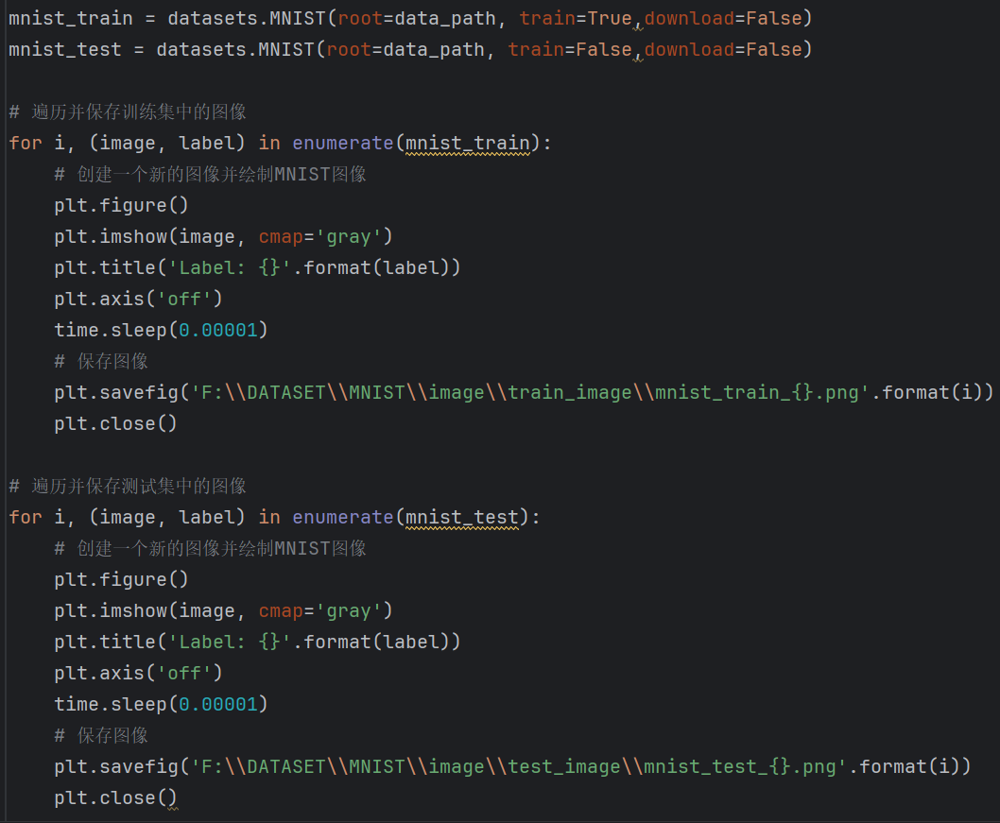 mnist_train = datasets.MNIST(root=data_path, train=True,download=False)
mnist_test = datasets.MNIST(root=data_path, train=False,download=False)
# 遍历并保存训练集中的图像
for i, (image, label) in enumerate(mnist_train):
    # 创建一个新的图像并绘制MNIST图像
    plt.figure()
    plt.imshow(image, cmap='gray')
    plt.title('Label: {}'.format(label))
    plt.axis('off')
    time.sleep(0.00001)
    # 保存图像
    plt.savefig('F:\\DATASET\\MNIST\\image\\train_image\\mnist_train_{}.png'.format(i))
    plt.close()
# 遍历并保存测试集中的图像
for i, (image, label) in enumerate(mnist_test):
    # 创建一个新的图像并绘制MNIST图像
    plt.figure()
    plt.imshow(image, cmap='gray')
    plt.title('Label: {}'.format(label))
    plt.axis('off')
    time.sleep(0.00001)
    # 保存图像
    plt.savefig('F:\\DATASET\\MNIST\\image\\test_image\\mnist_test_{}.png'.format(i))
    plt.close()